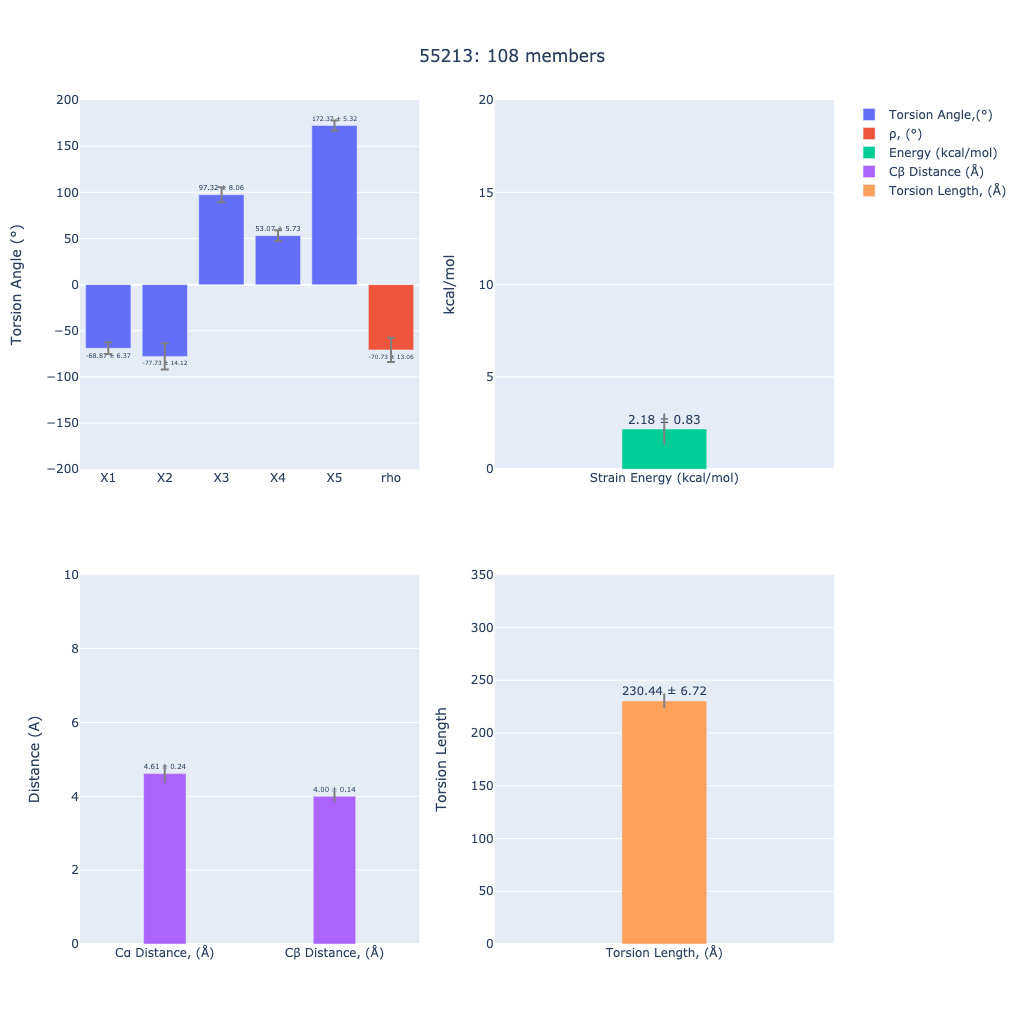 55213: 108 members
Torsion Angle (°)
200
150
100
50
0
−50
−100
−150
−200
-68.87 ± 6.37
-77.73 ± 14.12
97.32 ± 8.06
53.07 ± 5.73
172.37 ± 5.32
-70.73 ± 13.06
X1 X2 X3 X4 X5 rho
kcal/mol
20
15
10
5
0
2.18 ± 0.83
Strain Energy (kcal/mol)
Torsion Angle,(°)
ρ, (°)
Energy (kcal/mol)
Cβ Distance (Å)
Torsion Length, (Å)
Distance (A)
10
8
6
4
2
0
4.61 ± 0.24
4.00 ± 0.14
Cα Distance, (Å) Cβ Distance, (Å)
Torsion Length
350
300
250
200
150
100
50
0
230.44 ± 6.72
Torsion Length, (Å)